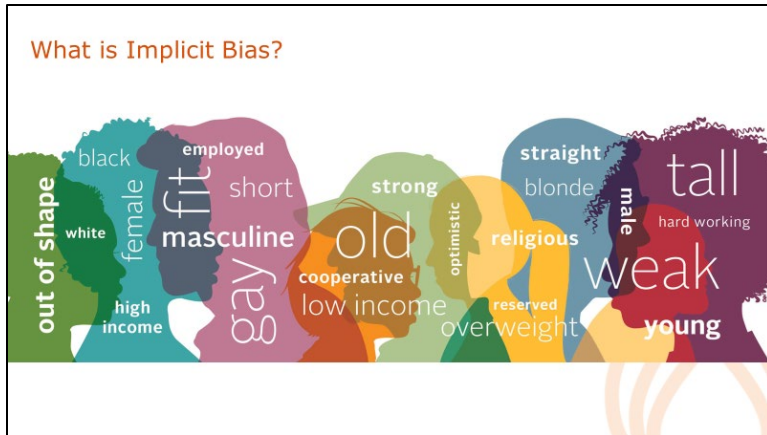 What is Implicit Bias?
out of shape
black
white
female
high
income
fit
employed
short
masculine
gay
strong
old
cooperative
low income
optimistic
religious
reserved
overweight
straight
blonde
male
weak
tall
hard working
young